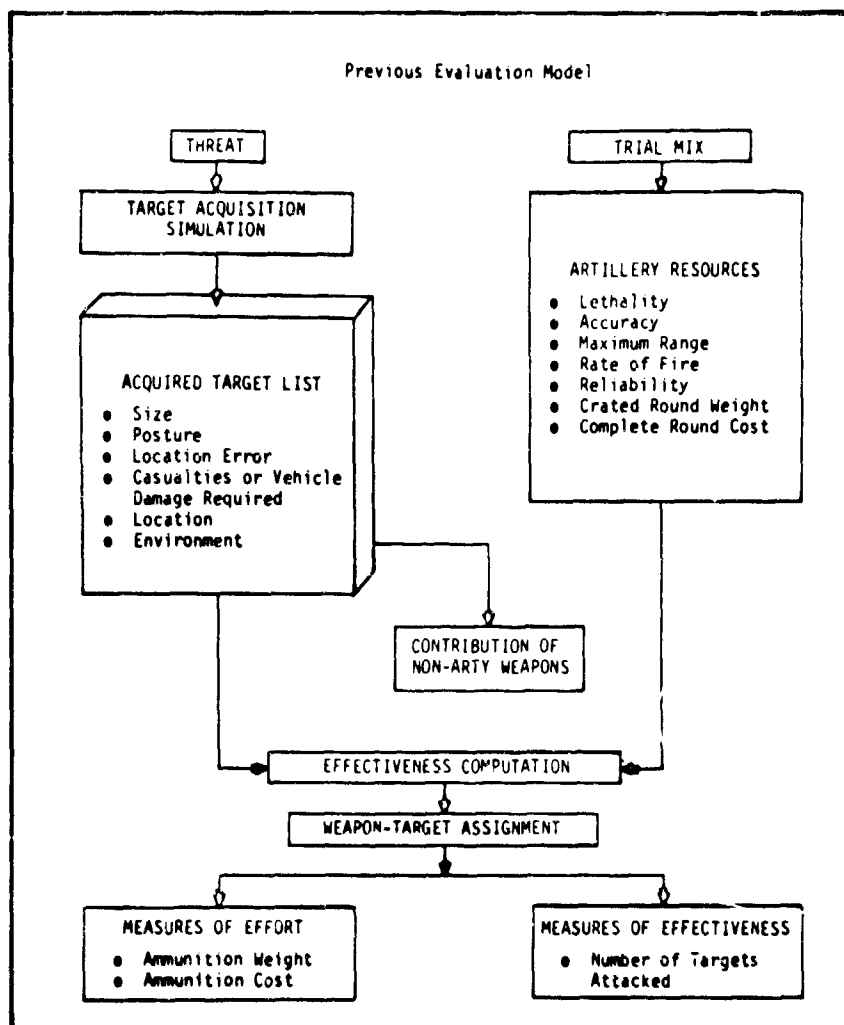 Previous Evaluation Model
THREAT
TARGET ACQUISITION
SIMULATION
ACQUIRED TARGET LIST
● Size
● Posture
● Location Error
● Casualties or Vehicle
Damage Required
● Location
● Environment
TRIAL MIX
ARTILLERY RESOURCES
● Lethality
● Accuracy
● Maximum Range
● Rate of Fire
● Reliability
● Crated Round Weight
● Complete Round Cost
CONTRIBUTION OF
NON-ARTY WEAPONS
EFFECTIVENESS COMPUTATION
WEAPON-TARGET ASSIGNMENT
MEASURES OF EFFORT
● Ammunition Weight
● Ammunition Cost
MEASURES OF EFFECTIVENESS
● Number of Targets
Attacked